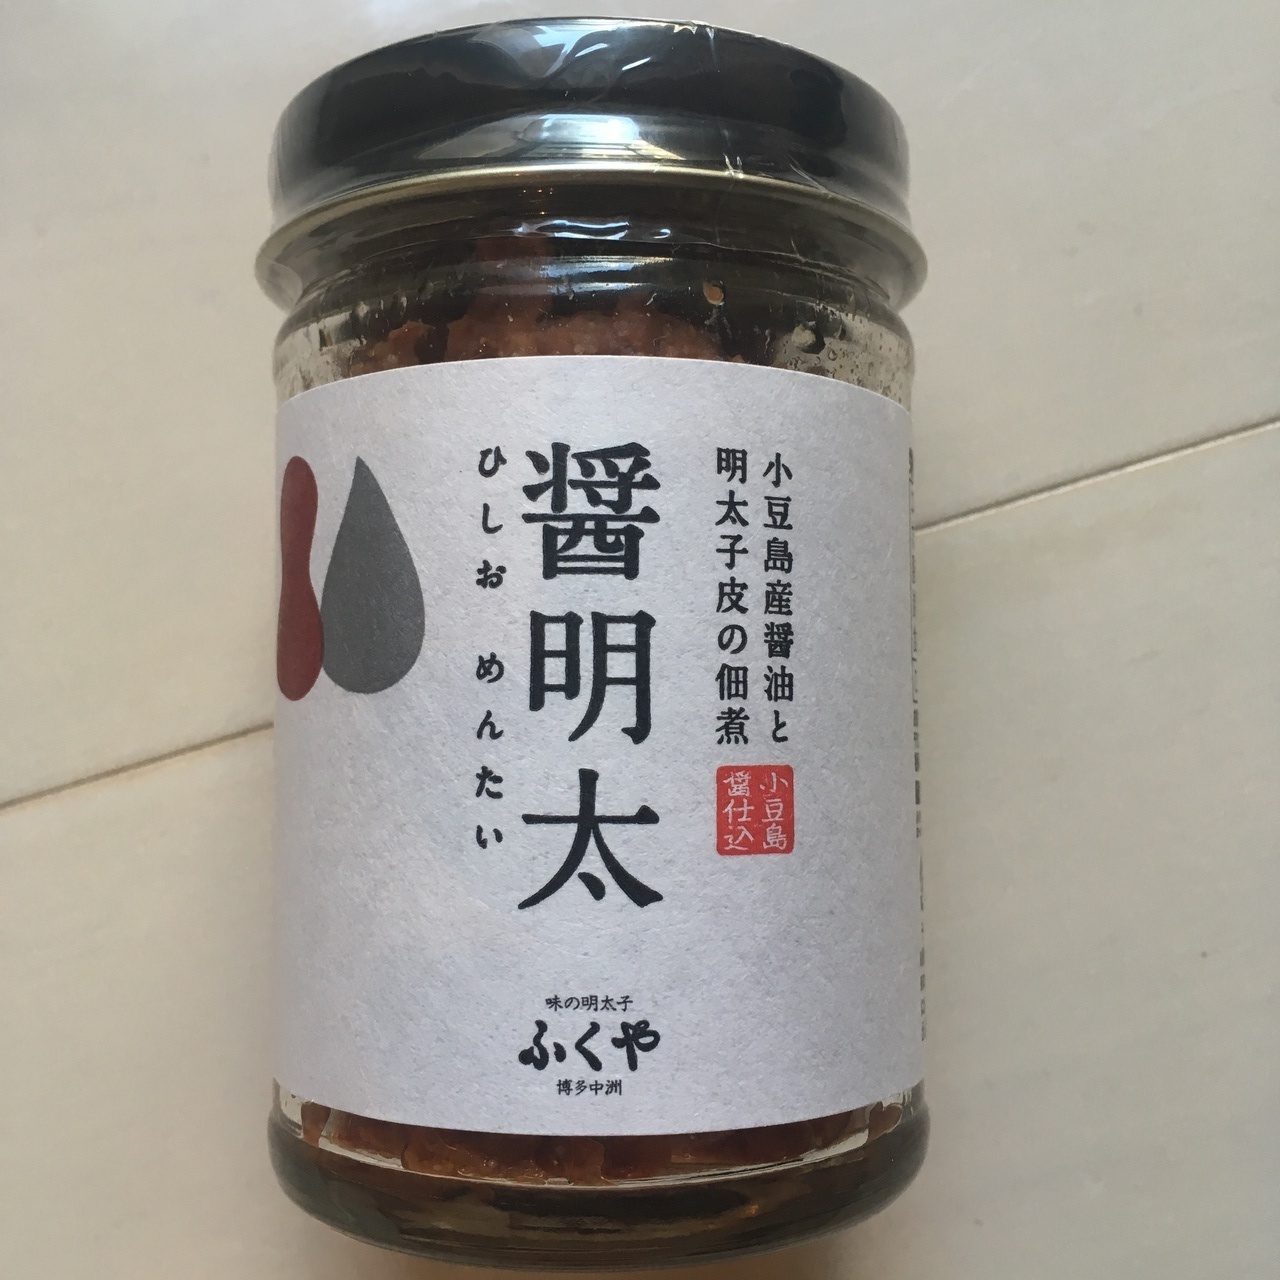 小豆島産醤油と
明太子皮の佃煮
小豆島
醤仕込
醤明太
ひしお めんたい
味の明太子
ふくや
博多中洲